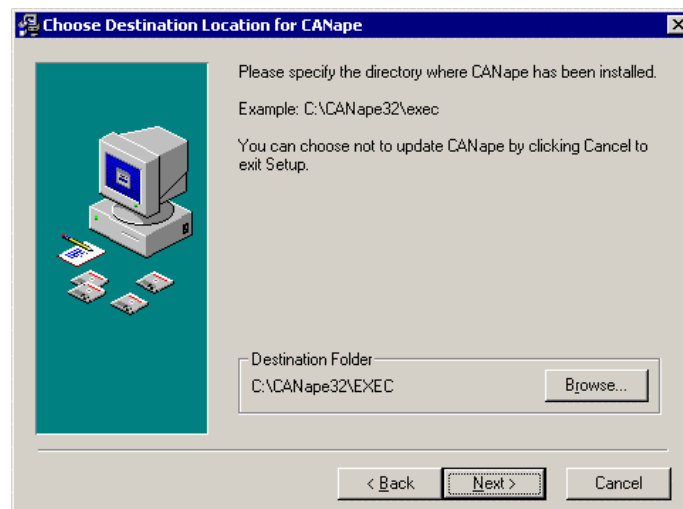 Choose Destination Location for CANape
Please specify the directory where CANape has been installed.
Example: C:\CANape32\exec
You can choose not to update CANape by clicking Cancel to
exit Setup.
Destination Folder
C:\CANape32\EXEC
Browse...
< Back
Next >
Cancel